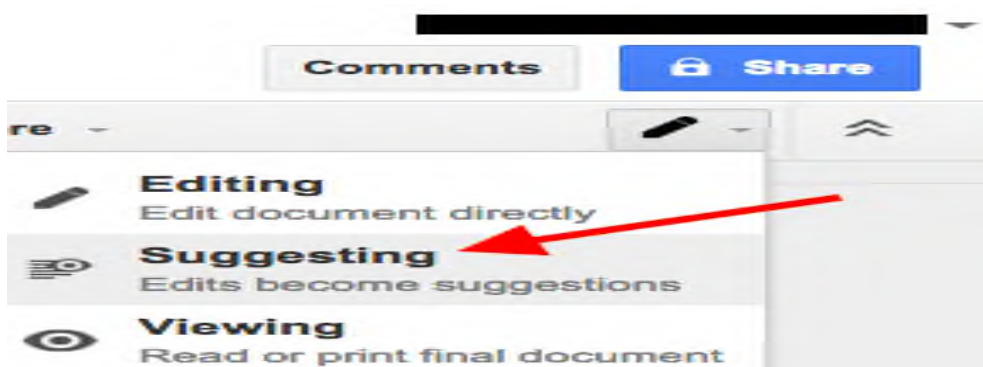 Comments
Share
re
Editing
Edit document directly
Suggesting
Edits become suggestions
Viewing
Read or print final document